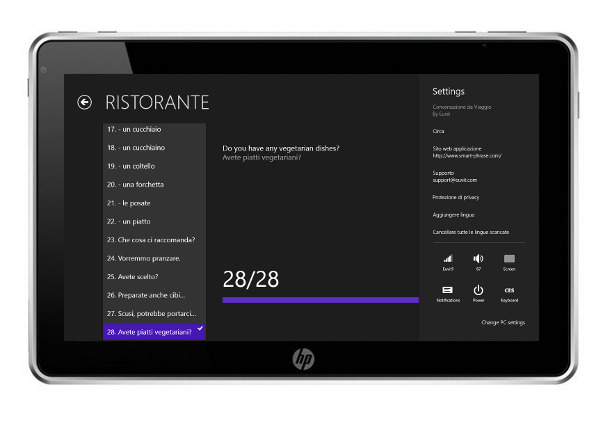 RISTORANTE
17. - un cucchiaio
18. - un cucchiaino
19. - un coltello
20. - una forchetta
21. - le posate
22. - un piatto
23. Che cosa ci raccomanda?
24. Vorremmo pranzare.
25. Avete scelto?
26. Preparate anche cibi...
27. Scusi, potrebbe portarci...
28. Avete piatti vegetariani?
Do you have any vegetarian dishes?
Avete piatti vegetariani?
28/28
Settings
Conversazione da Viaggio
By Euvit
Circa
Sito web applicazione
http://www.smart-phrase.com/
Supporto
support@euvit.com
Protezione di privacy
Aggiungere lingua
Cancellare tutte le lingue scaricate
Euvit1
67
Screen
Notifications
Power
CES
Keyboard
Change PC settings
hp